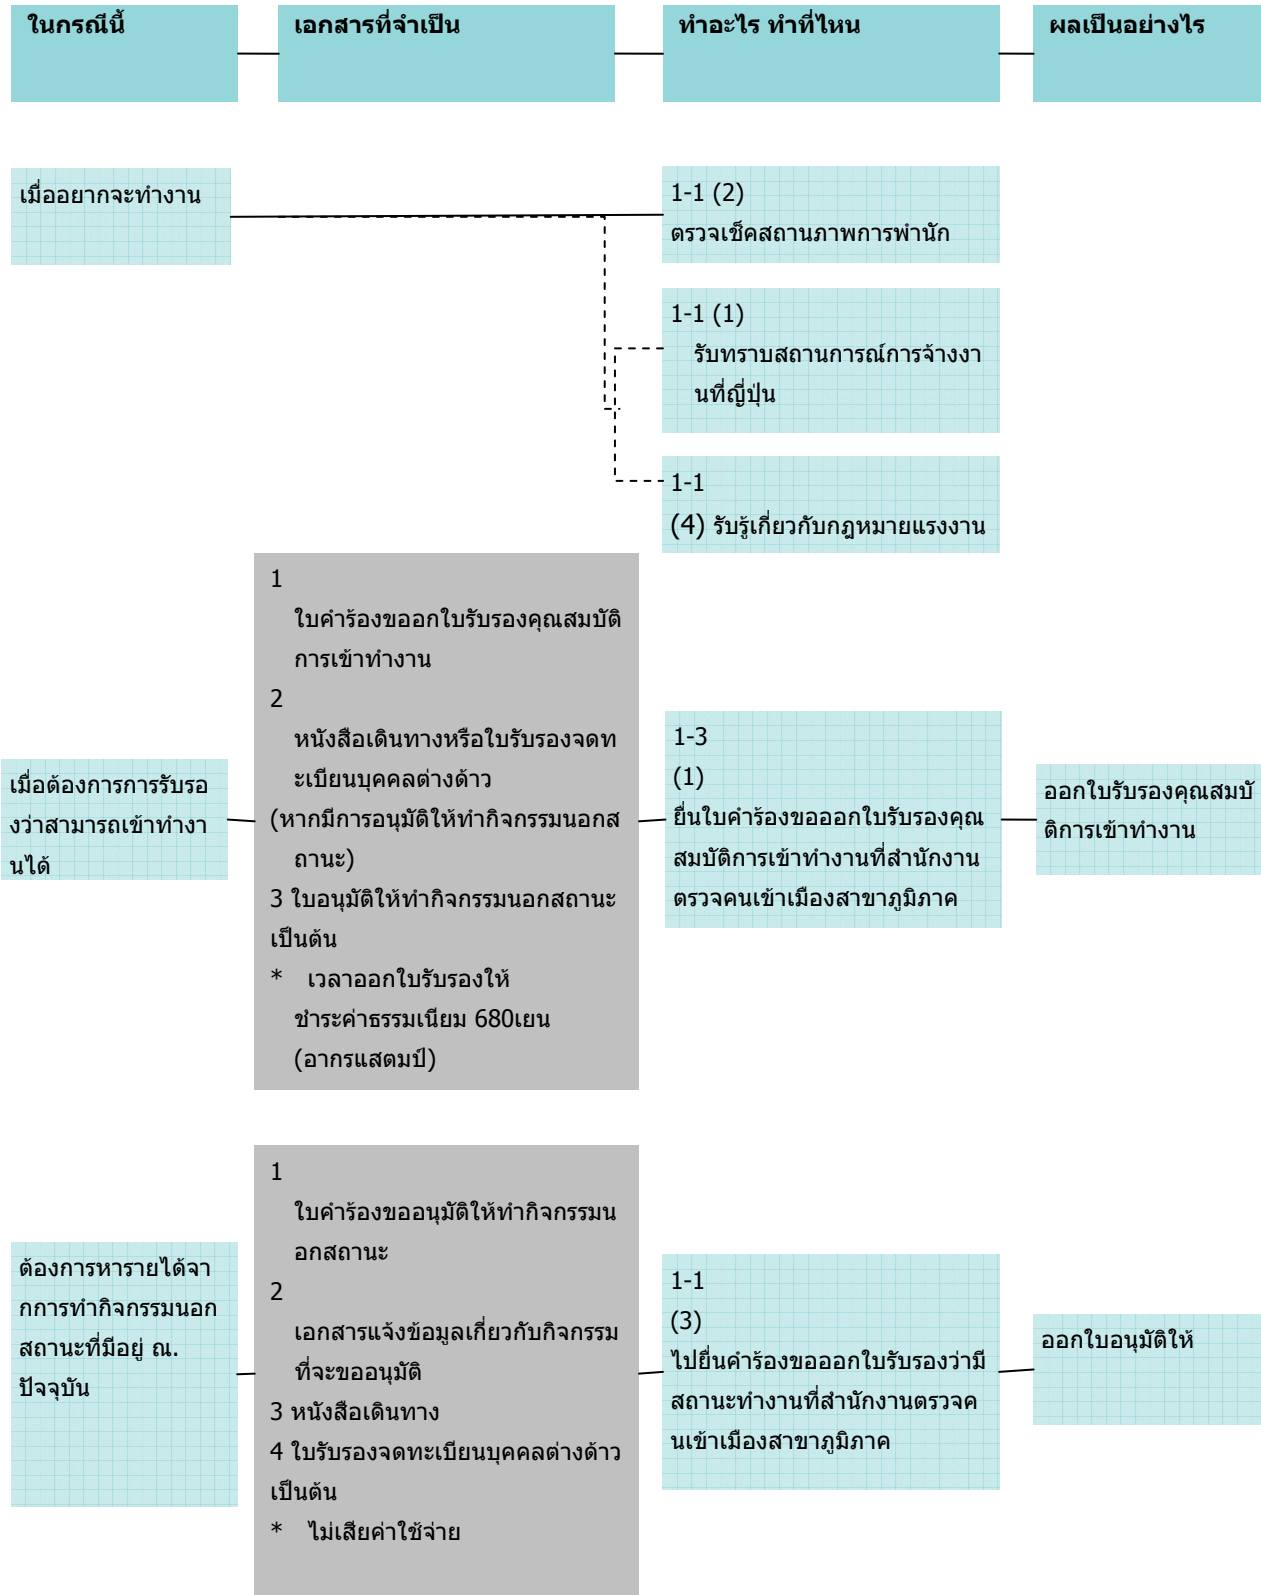 ในกรณีนี้
เอกสารที่จำเป็น
ทำอะไร ทำที่ไหน
ผลเป็นอย่างไร
เมื่ออยากจะทำงาน
1-1 (2)
ตรวจเช็คสถานภาพการพำนัก
1-1 (1)
รับทราบสถานการณ์การจ้างงา
นที่ญี่ปุ่น
1-1
(4) รับรู้เกี่ยวกับกฎหมายแรงงาน
เมื่อต้องการการรับรอ
งว่าสามารถเข้าทำงา
นได้
1
ใบคำร้องขออกใบรับรองคุณสมบัติ
การเข้าทำงาน
2
หนังสือเดินทางหรือใบรับรองจดท
ะเบียนบุคคลต่างด้าว
(หากมีการอนุมัติให้ทำกิจกรรมนอกส
ถานะ)
3 ใบอนุมัติให้ทำกิจกรรมนอกสถานะ
เป็นต้น
* เวลาออกใบรับรองให้
ชำระค่าธรรมเนียม 680เยน
(อากรแสตมป์)
1-3
(1)
ยื่นใบคำร้องขอออกใบรับรองคุณ
สมบัติการเข้าทำงานที่สำนักงาน
ตรวจคนเข้าเมืองสาขาภูมิภาค
ออกใบรับรองคุณสมบั
ติการเข้าทำงาน
ต้องการหารายได้จา
กการทำกิจกรรมนอก
สถานะที่มีอยู่ ณ.
ปัจจุบัน
1
ใบคำร้องขออนุมัติให้ทำกิจกรรมน
อกสถานะ
2
เอกสารแจ้งข้อมูลเกี่ยวกับกิจกรรม
ที่จะขออนุมัติ
3 หนังสือเดินทาง
4 ใบรับรองจดทะเบียนบุคคลต่างด้าว
เป็นต้น
* ไม่เสียค่าใช้จ่าย
1-1
(3)
ไปยื่นคำร้องขอออกใบรับรองว่ามี
สถานะทำงานที่สำนักงานตรวจค
นเข้าเมืองสาขาภูมิภาค
ออกใบอนุมัติให้